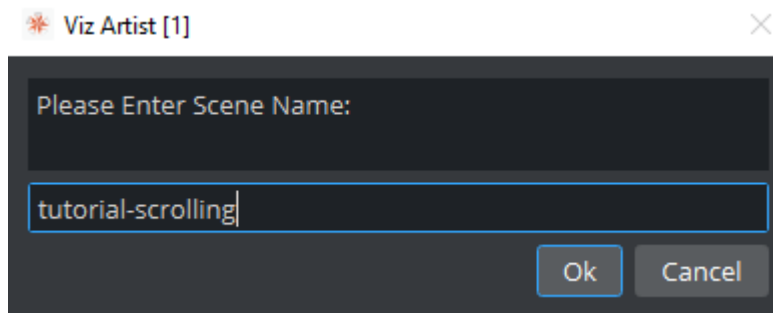 Viz Artist [1]
Please Enter Scene Name:
tutorial-scrolling
Ok Cancel